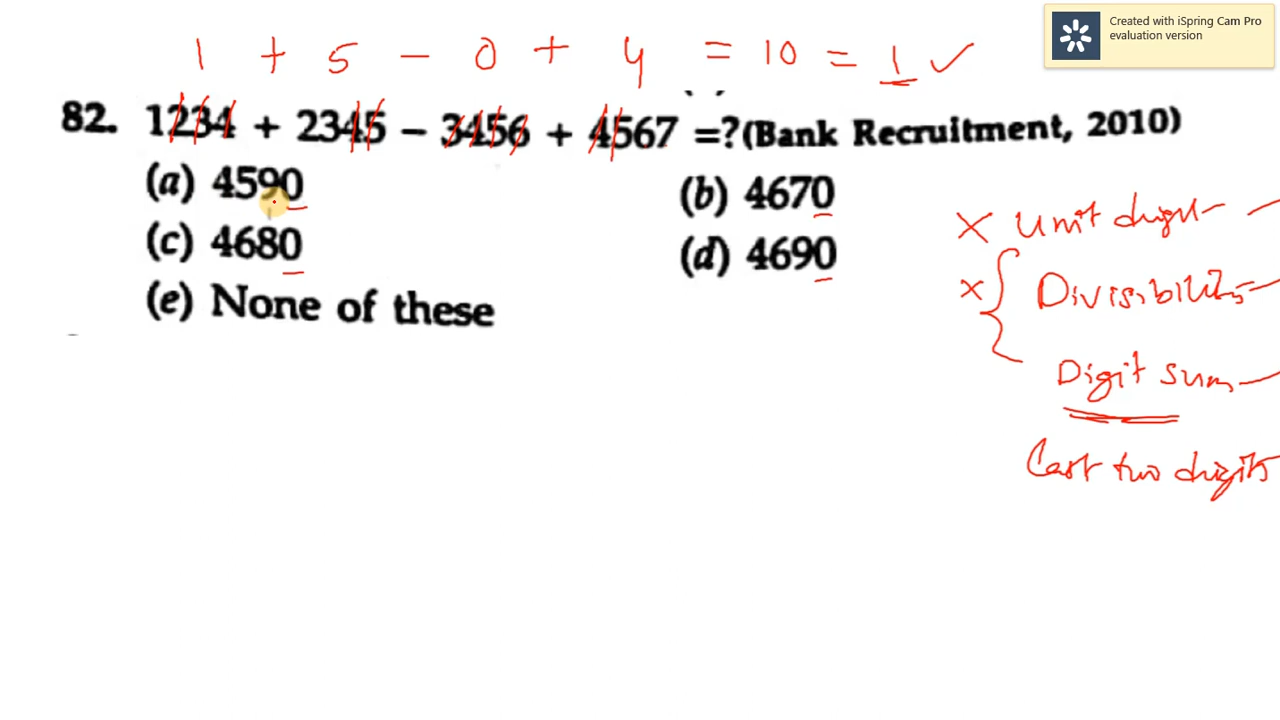 Created with iSpring Cam Pro
evaluation version
1 + 5 - 0 + 4 = 10 = 1 ✓
82. 1234 + 2345 – 3456 + 4567 =? (Bank Recruitment, 2010)
(a) 4590 (b) 4670
(c) 4680 (d) 4690
(e) None of these
× Unit digit
× Divisibility
Digit sum
Last two digits